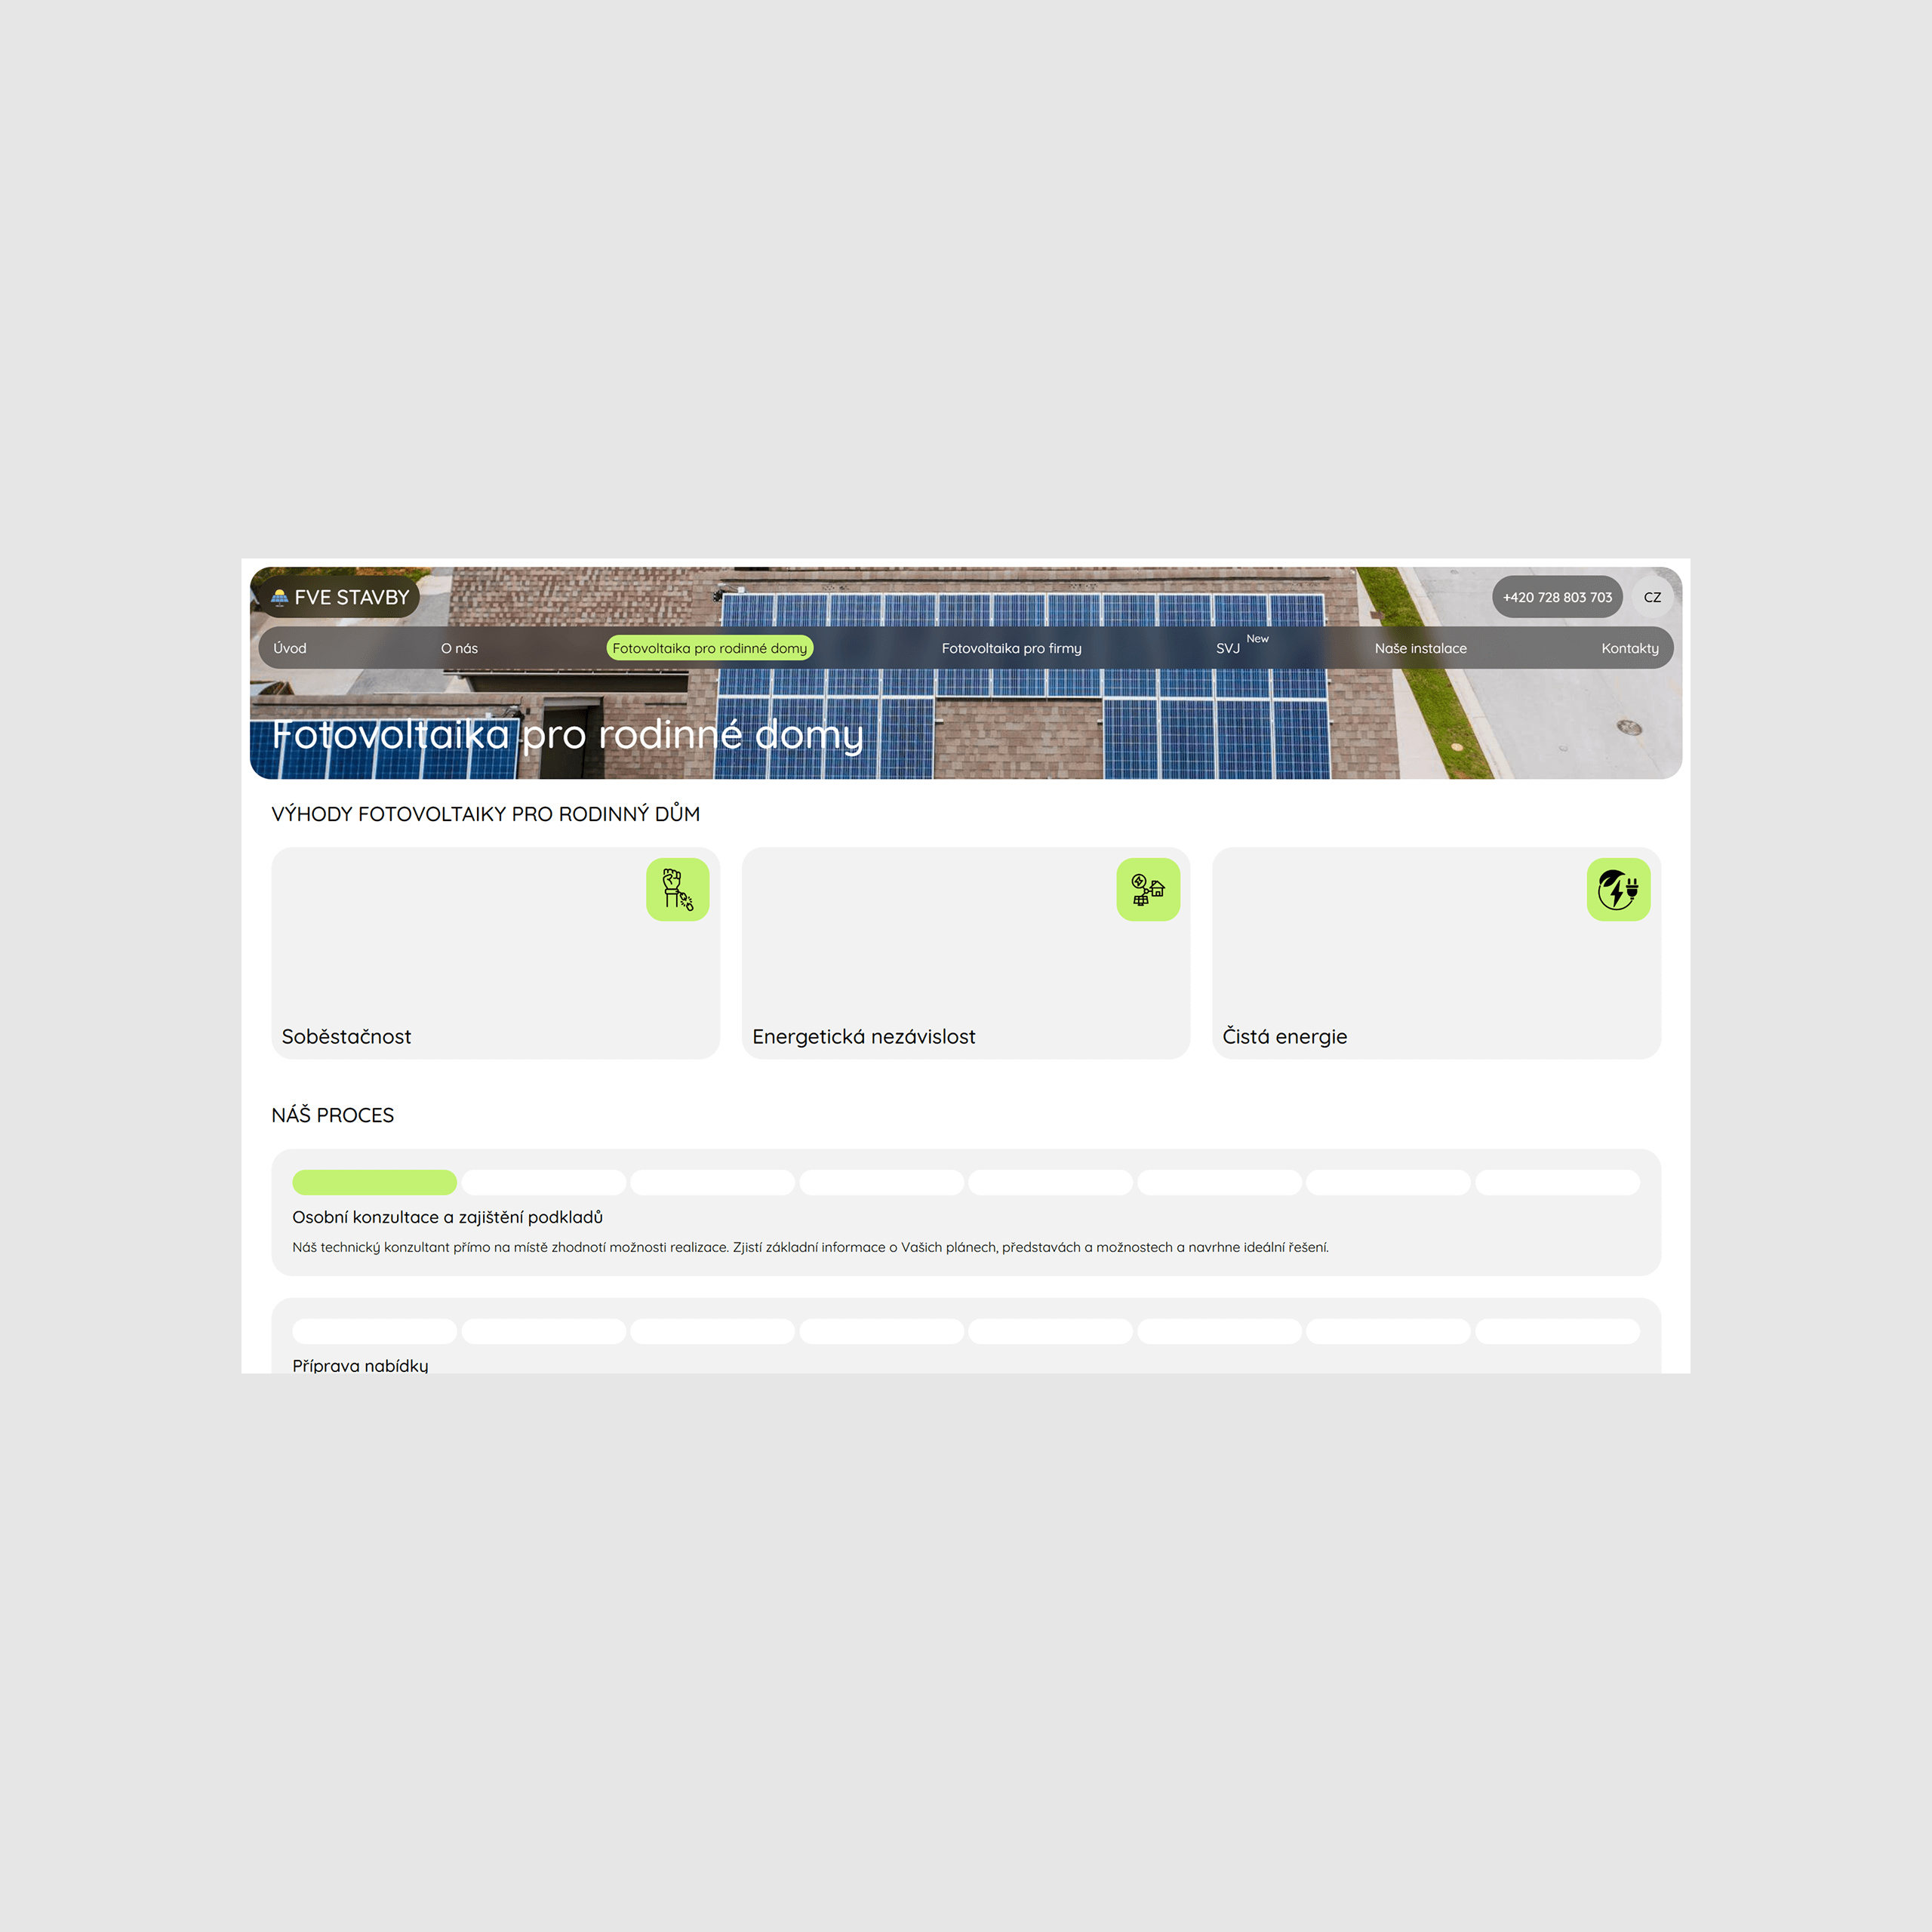 FVE STAVBY
+420 728 803 703
CZ
Úvod
O nás
Fotovoltaika pro rodinné domy
Fotovoltaika pro firmy
SVJ New
Naše instalace
Kontakty
Fotovoltaika pro rodinné domy
VÝHODY FOTOVOLTAIKY PRO RODINNÝ DŮM
Soběstačnost
Energetická nezávislost
Čistá energie
NÁŠ PROCES
Osobní konzultace a zajištění podkladů
Náš technický konzultant přímo na místě zhodnotí možnosti realizace. Zjistí základní informace o Vašich plánech, představách a možnostech a navrhne ideální řešení.
Příprava nabídky